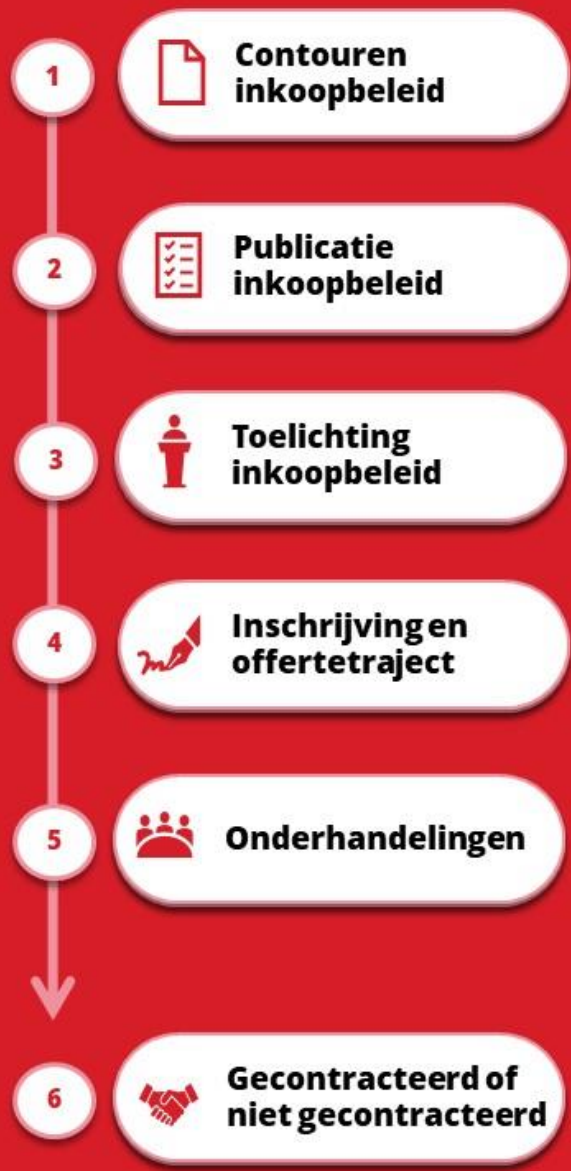 1
Contouren
inkoopbeleid
2
Publicatie
inkoopbeleid
3
Toelichting
inkoopbeleid
4
Inschrijving en
offertetraject
5
Onderhandelingen
6
Gecontracteerd of
niet gecontracteerd